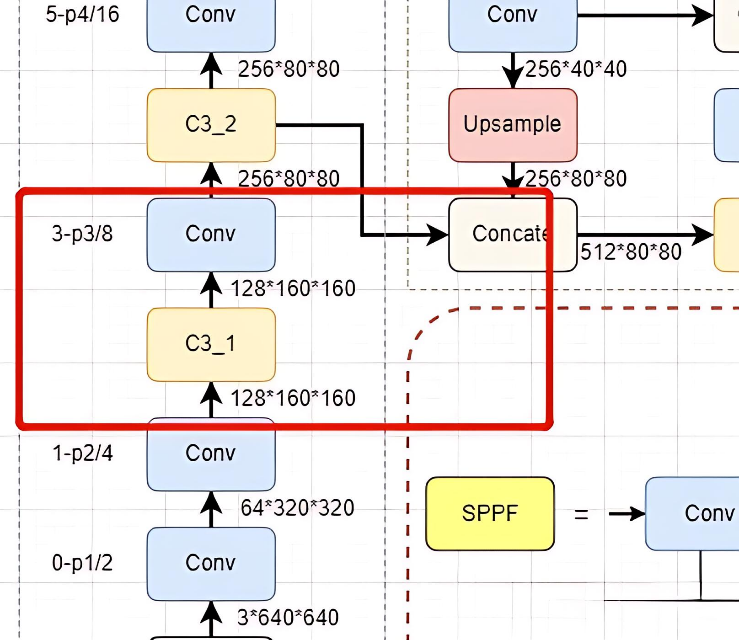 5-p4/16
Conv
256*80*80
C3_2
256*80*80
3-p3/8
Conv
128*160*160
C3_1
128*160*160
1-p2/4
Conv
64*320*320
0-p1/2
Conv
3*640*640
Conv
256*40*40
Upsample
256*80*80
Concate
512*80*80
SPPF
=
Conv